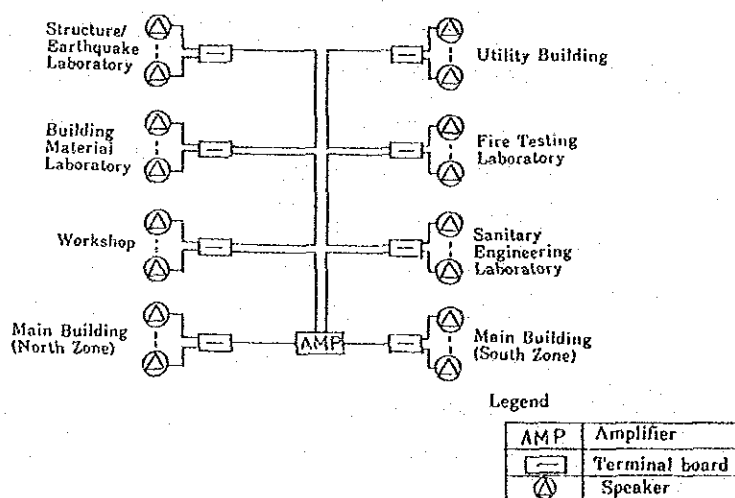 Structure/
Earthquake
Laboratory
Utility Building
Building
Material
Laboratory
Fire Testing
Laboratory
Workshop
Sanitary
Engineering
Laboratory
Main Building
(North Zone)
AMP
Main Building
(South Zone)
Legend
AMP Amplifier
Terminal board
Speaker